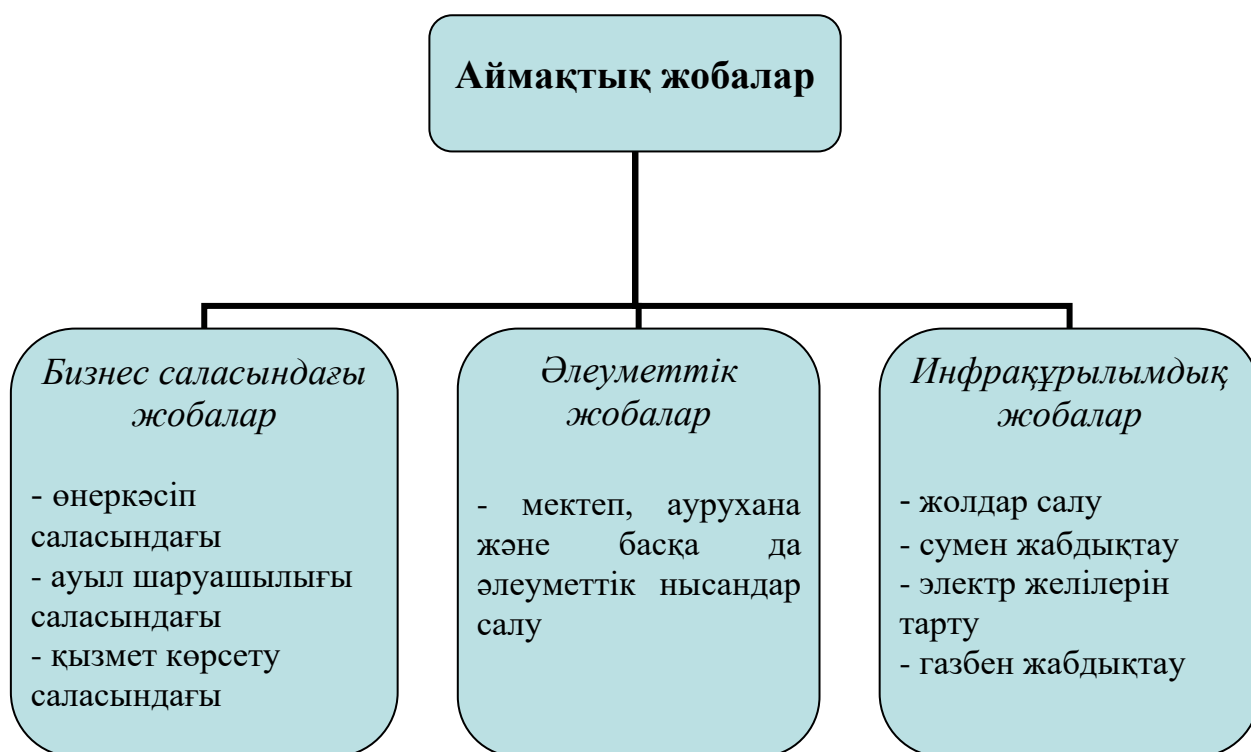 Аймақтық жобалар
Бизнес саласындағы
жобалар
- өнеркәсіп
саласындағы
- ауыл шаруашылығы
саласындағы
- қызмет көрсету
саласындағы
Әлеуметтік
жобалар
- мектеп, аурухана
және басқа да
әлеуметтік нысандар
салу
Инфрақұрылымдық
жобалар
- жолдар салу
- сумен жабдықтау
- электр желілерін
тарту
- газбен жабдықтау